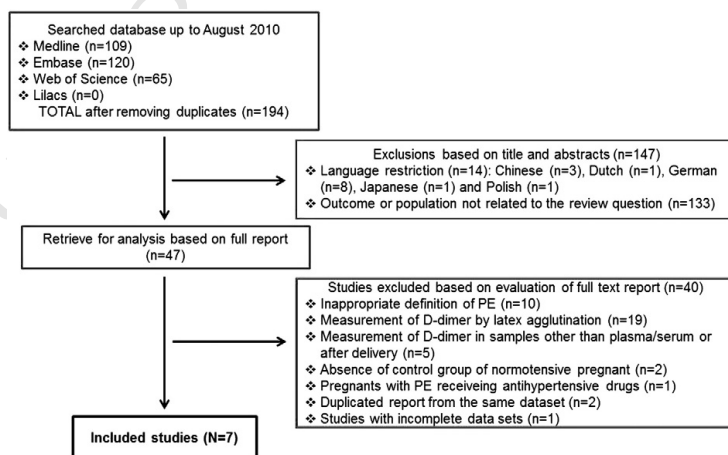 Searched database up to August 2010
❖ Medline (n=109)
❖ Embase (n=120)
❖ Web of Science (n=65)
❖ Lilacs (n=0)
TOTAL after removing duplicates (n=194)
Exclusions based on title and abstracts (n=147)
❖ Language restriction (n=14): Chinese (n=3), Dutch (n=1), German
(n=8), Japanese (n=1) and Polish (n=1)
❖ Outcome or population not related to the review question (n=133)
Retrieve for analysis based on full report
(n=47)
Studies excluded based on evaluation of full text report (n=40)
❖ Inappropriate definition of PE (n=10)
❖ Measurement of D-dimer by latex agglutination (n=19)
❖ Measurement of D-dimer in samples other than plasma/serum or
after delivery (n=5)
❖ Absence of control group of normotensive pregnant (n=2)
❖ Pregnants with PE receiveing antihypertensive drugs (n=1)
❖ Duplicated report from the same dataset (n=2)
❖ Studies with incomplete data sets (n=1)
Included studies (N=7)